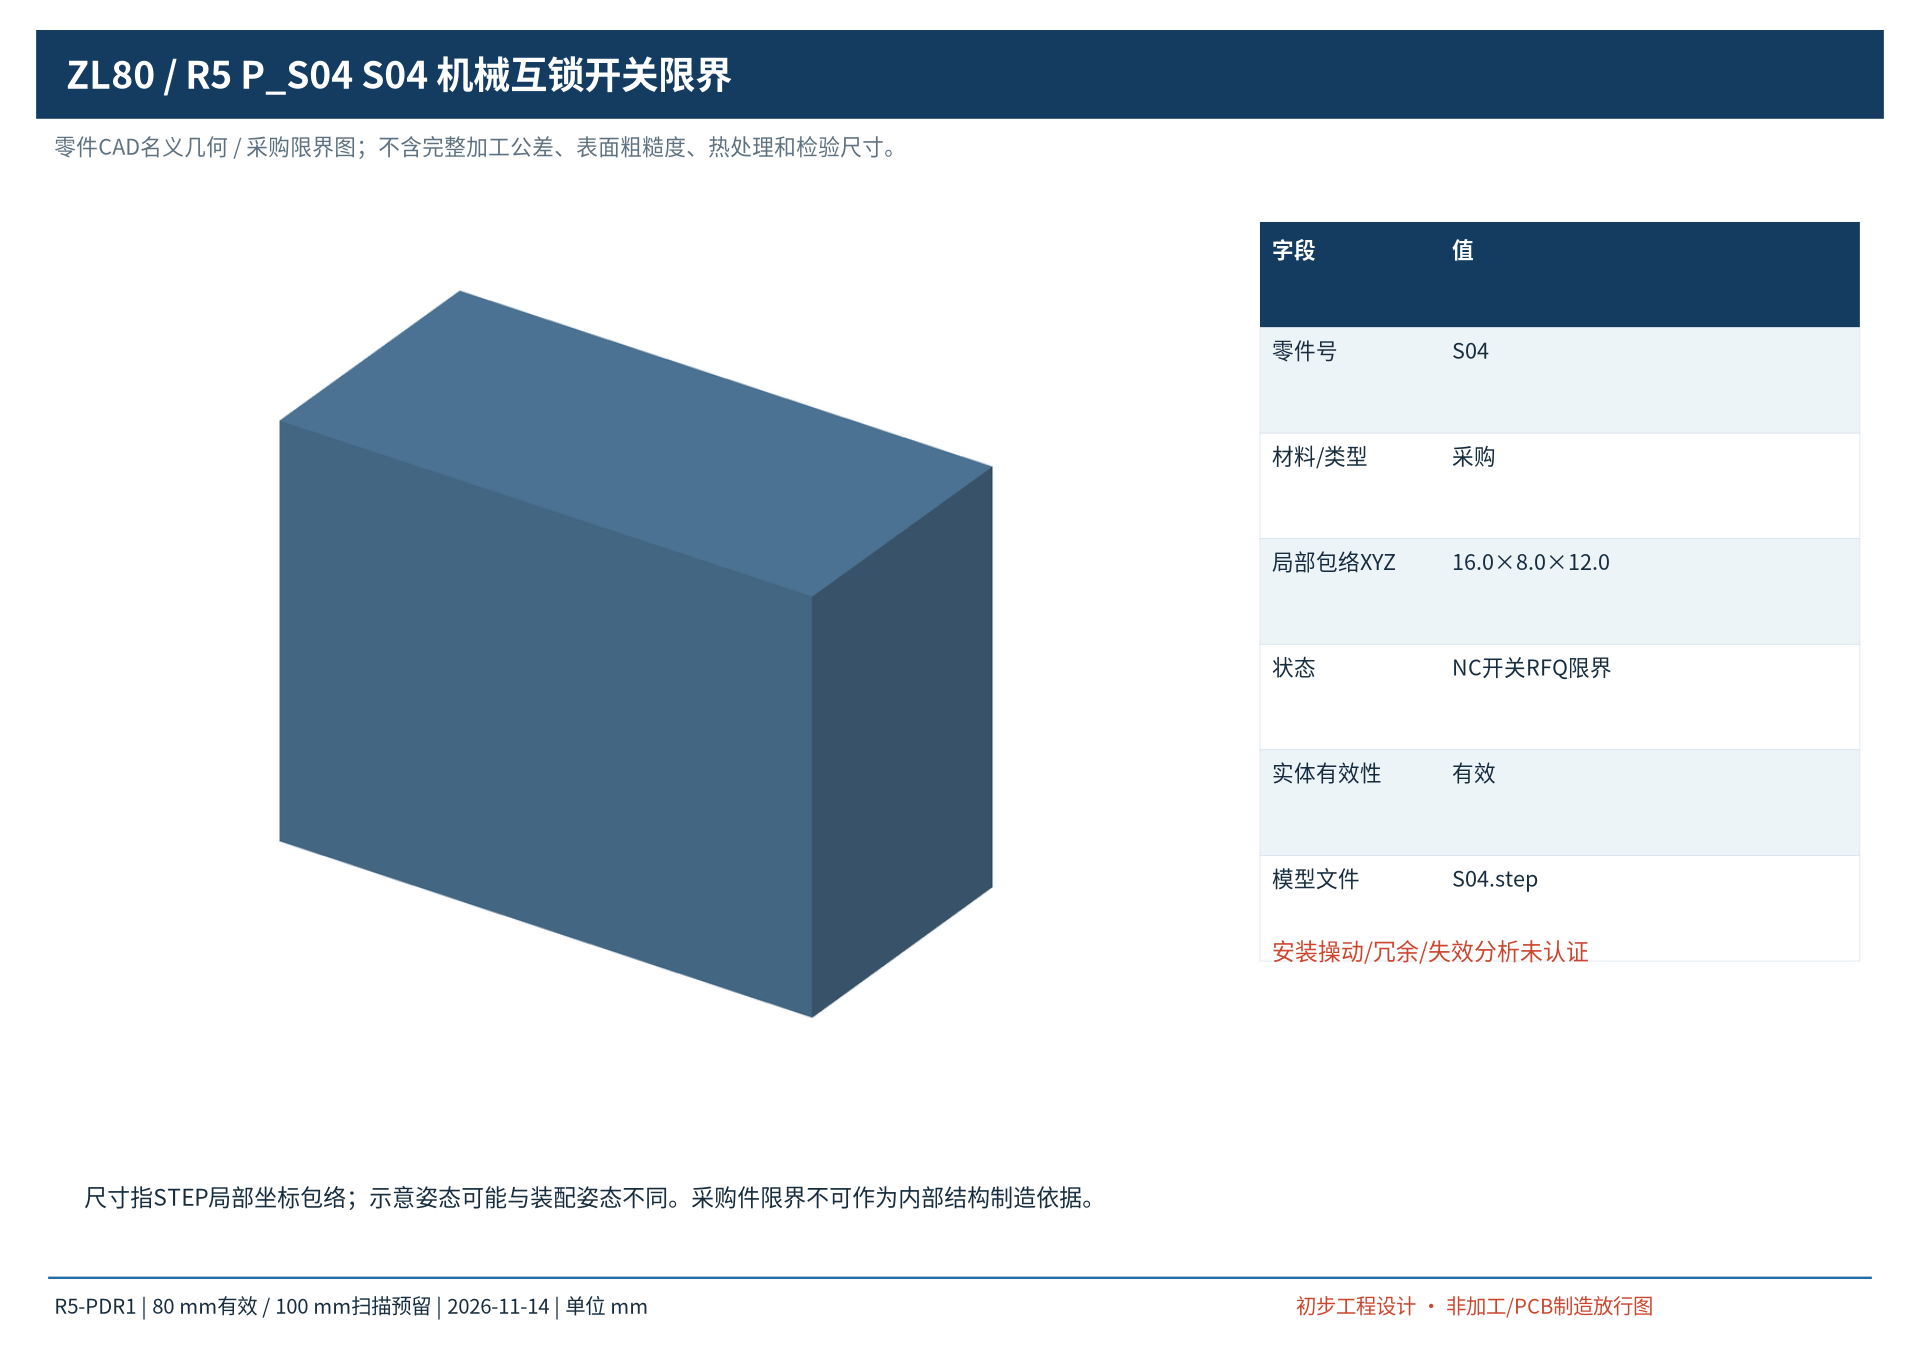 ZL80 / R5 P_S04 S04 机械互锁开关限界
零件CAD名义几何 / 采购限界图；不含完整加工公差、表面粗糙度、热处理和检验尺寸。
字段 值
零件号 S04
材料/类型 采购
局部包络XYZ 16.0×8.0×12.0
状态 NC开关RFQ限界
实体有效性 有效
模型文件 S04.step
安装操动/冗余/失效分析未认证
尺寸指STEP局部坐标包络；示意姿态可能与装配姿态不同。采购件限界不可作为内部结构制造依据。
R5-PDR1 | 80 mm有效 / 100 mm扫描预留 | 2026-11-14 | 单位 mm
初步工程设计 · 非加工/PCB制造放行图